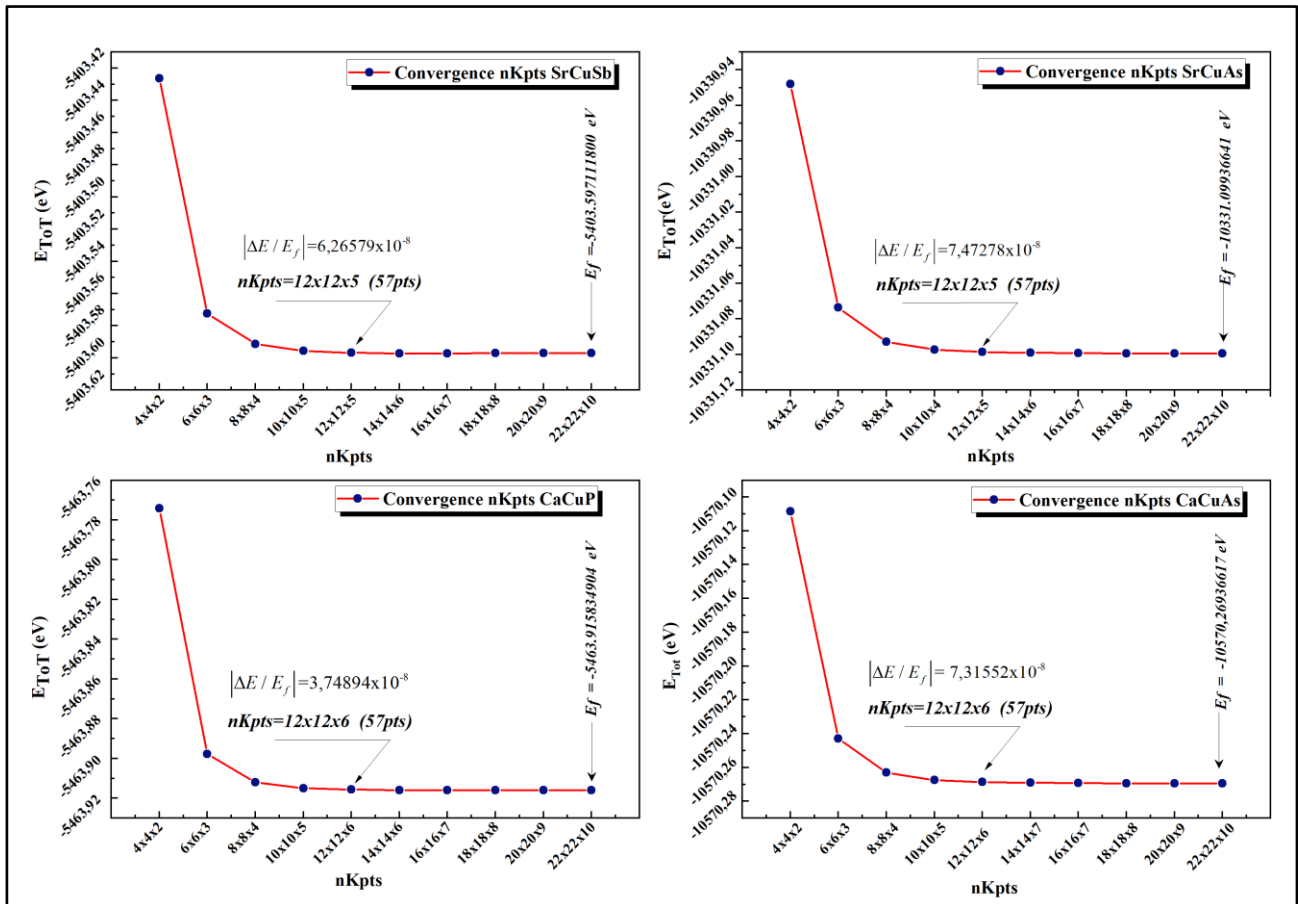 Convergence nKpts SrCuSb
E_ToT (eV)
-5403,42
-5403,44
-5403,46
-5403,48
-5403,50
-5403,52
-5403,54
-5403,56
-5403,58
-5403,60
-5403,62
|ΔE / E_f|=6,26579x10^-8
nKpts=12x12x5 (57pts)
Ef =-5403.597111800 eV
4x4x2
6x6x3
8x8x4
10x10x5
12x12x5
14x14x6
16x16x7
18x18x8
20x20x9
22x22x10
nKpts
Convergence nKpts SrCuAs
E_ToT(eV)
-10330,94
-10330,96
-10330,98
-10331,00
-10331,02
-10331,04
-10331,06
-10331,08
-10331,10
-10331,12
|ΔE / E_f|=7,47278x10^-8
nKpts=12x12x5 (57pts)
Ef = -10331.09936641 eV
4x4x2
6x6x3
8x8x4
10x10x4
12x12x5
14x14x6
16x16x7
18x18x8
20x20x9
22x22x10
nKpts
Convergence nKpts CaCuP
E_ToT (eV)
-5463,76
-5463,78
-5463,80
-5463,82
-5463,84
-5463,86
-5463,88
-5463,90
-5463,92
|ΔE / E_f|=3,74894x10^-8
nKpts=12x12x6 (57pts)
Ef = -5463.915834904 eV
4x4x2
6x6x3
8x8x4
10x10x5
12x12x6
14x14x6
16x16x7
18x18x8
20x20x9
22x22x10
nKpts
Convergence nKpts CaCuAs
E_Tot (eV)
-10570,10
-10570,12
-10570,14
-10570,16
-10570,18
-10570,20
-10570,22
-10570,24
-10570,26
-10570,28
|ΔE / E_f|= 7,31552x10^-8
nKpts=12x12x6 (57pts)
Ef = -10570,26936617 eV
4x4x2
6x6x3
8x8x4
10x10x5
12x12x6
14x14x7
16x16x7
18x18x8
20x20x9
22x22x10
nKpts